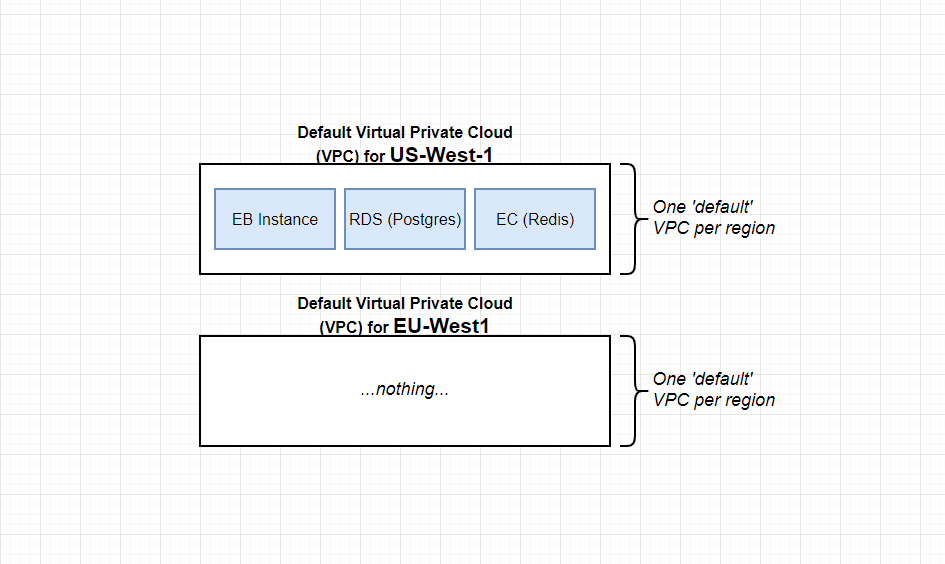 Default Virtual Private Cloud
(VPC) for US-West-1
EB Instance
RDS (Postgres)
EC (Redis)
One 'default'
VPC per region
Default Virtual Private Cloud
(VPC) for EU-West1
...nothing...
One 'default'
VPC per region